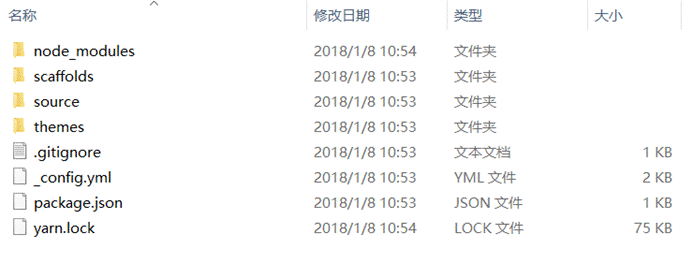 名称 修改日期 类型 大小
node_modules 2018/1/8 10:54 文件夹
scaffolds 2018/1/8 10:53 文件夹
source 2018/1/8 10:53 文件夹
themes 2018/1/8 10:53 文件夹
.gitignore 2018/1/8 10:53 文本文档 1 KB
_config.yml 2018/1/8 10:53 YML 文件 2 KB
package.json 2018/1/8 10:53 JSON 文件 1 KB
yarn.lock 2018/1/8 10:54 LOCK 文件 75 KB